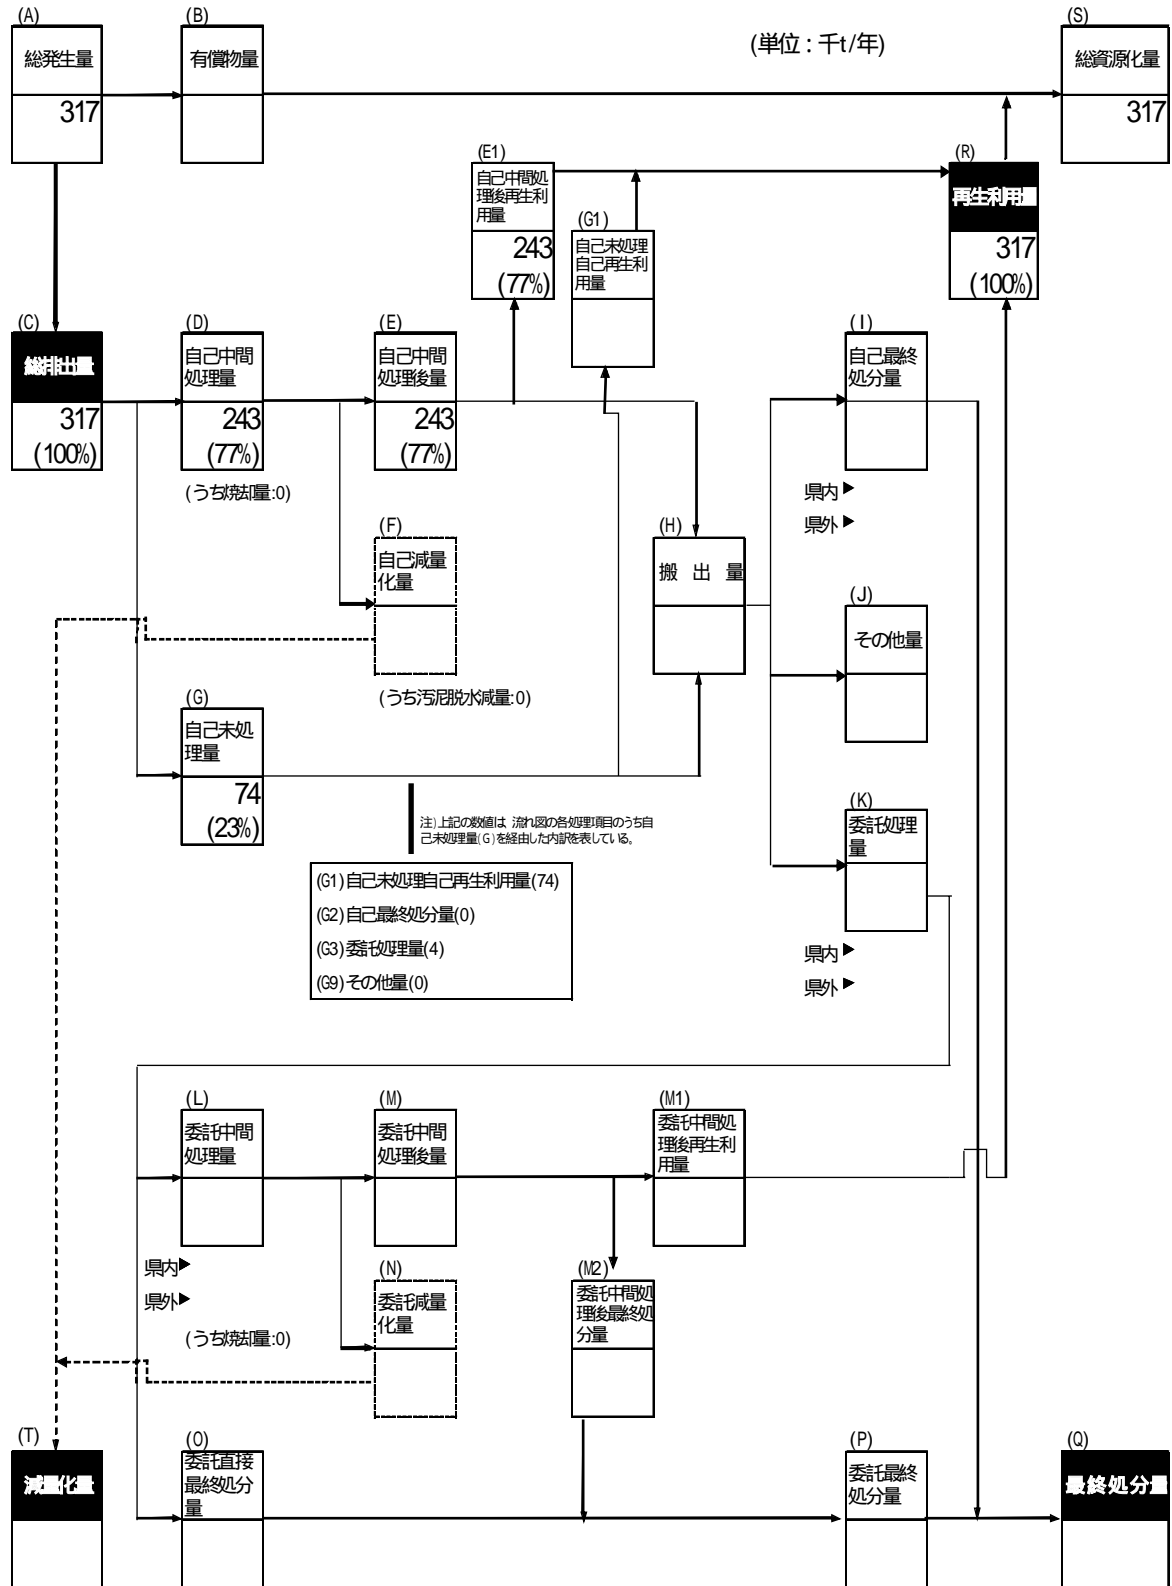 (A)
総発生量
317
(B)
有償物量
(単位：千t/年)
(S)
総資源化量
317
(E1)
自己中間処
理後再生利
用量
243
(77%)
(G1)
自己未処理
自己再生利
用量
(R)
再生利用量
317
(100%)
(C)
総排出量
317
(100%)
(D)
自己中間
処理量
243
(77%)
(うち焼却量:0)
(E)
自己中間
処理後量
243
(77%)
(I)
自己最終
処分量
県内▶
県外▶
(F)
自己減量
化量
(うち汚泥脱水減量:0)
(H)
搬 出 量
(J)
その他量
(G)
自己未処
理量
74
(23%)
注)上記の数値は 流れ図の各処理項目のうち自
己未処理量(G)を経由した内訳を表している。
(G1)自己未処理自己再生利用量(74)
(G2)自己最終処分量(0)
(G3)委託処理量(4)
(G9)その他量(0)
(K)
委託処理
量
県内▶
県外▶
(L)
委託中間
処理量
県内▶
県外▶
(うち焼却量:0)
(M)
委託中間
処理後量
(M1)
委託中間処
理後再生利
用量
(N)
委託減量
化量
(M2)
委託中間処
理後最終処
分量
(T)
減量化量
(O)
委託直接
最終処分
量
(P)
委託最終
処分量
(Q)
最終処分量